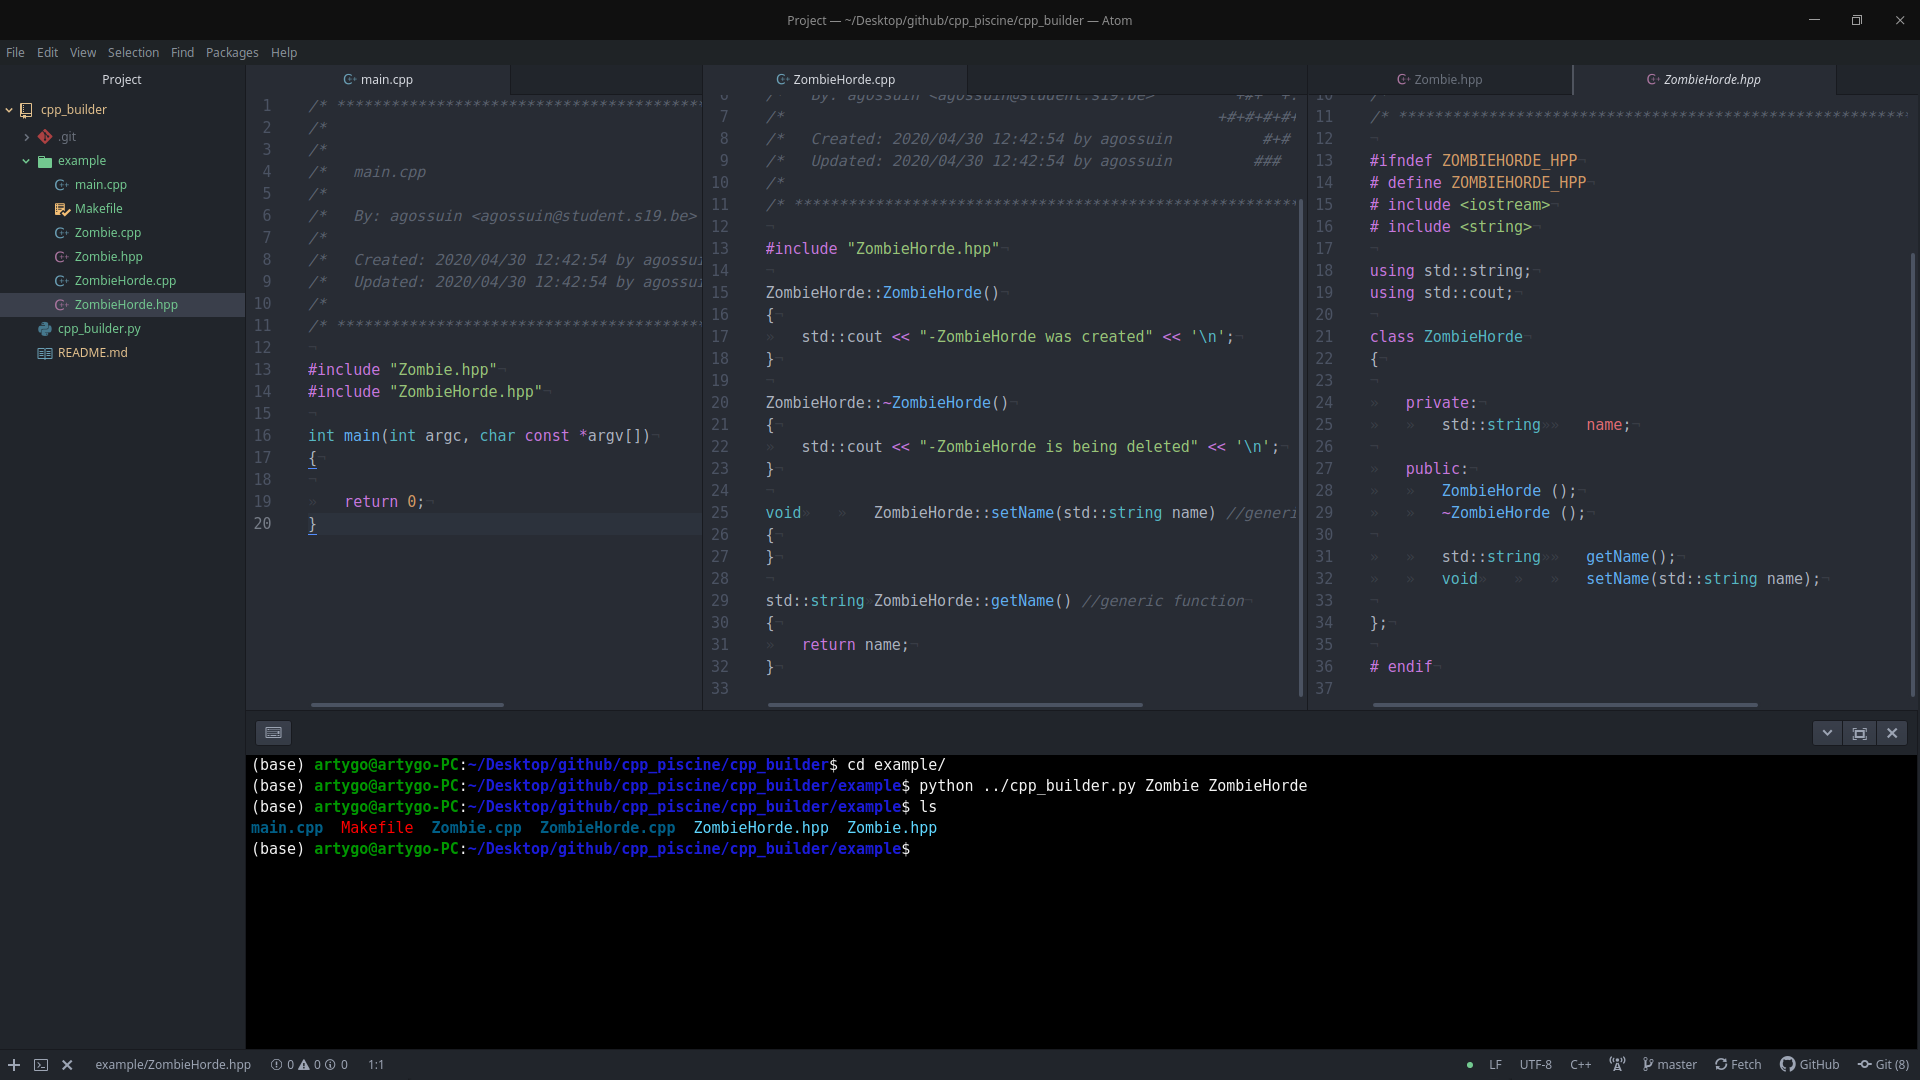 Project — ~/Desktop/github/cpp_piscine/cpp_builder — Atom
File Edit View Selection Find Packages Help
Project
cpp_builder
.git
example
main.cpp
Makefile
Zombie.cpp
Zombie.hpp
ZombieHorde.cpp
ZombieHorde.hpp
cpp_builder.py
README.md
main.cpp
1 /* *****************************************
2 /*
3 /*
4 /*   main.cpp
5 /*
6 /*   By: agossuin <agossuin@student.s19.be>
7 /*
8 /*   Created: 2020/04/30 12:42:54 by agossui
9 /*   Updated: 2020/04/30 12:42:54 by agossui
10 /*
11 /* *****************************************
12
13 #include "Zombie.hpp"
14 #include "ZombieHorde.hpp"
15
16 int main(int argc, char const *argv[])
17 {
18
19 return 0;
20 }
ZombieHorde.cpp
6 /*   By: agossuin <agossuin@student.s19.be>         +#+  +:
7 /*                                                +#+#+#+#+
8 /*   Created: 2020/04/30 12:42:54 by agossuin          #+#
9 /*   Updated: 2020/04/30 12:42:54 by agossuin         ###
10 /*
11 /* ********************************************************
12
13 #include "ZombieHorde.hpp"
14
15 ZombieHorde::ZombieHorde()
16 {
17 std::cout << "-ZombieHorde was created" << '\n';
18 }
19
20 ZombieHorde::~ZombieHorde()
21 {
22 std::cout << "-ZombieHorde is being deleted" << '\n';
23 }
24
25 void ZombieHorde::setName(std::string name) //generi
26 {
27 }
28
29 std::string ZombieHorde::getName() //generic function
30 {
31 return name;
32 }
33
Zombie.hpp
ZombieHorde.hpp
10 /*
11 /* *********************************************************
12
13 #ifndef ZOMBIEHORDE_HPP
14 # define ZOMBIEHORDE_HPP
15 # include <iostream>
16 # include <string>
17
18 using std::string;
19 using std::cout;
20
21 class ZombieHorde
22 {
23
24 private:
25 std::string name;
26
27 public:
28 ZombieHorde ();
29 ~ZombieHorde ();
30
31 std::string getName();
32 void setName(std::string name);
33
34 };
35
36 # endif
37
(base) artygo@artygo-PC:~/Desktop/github/cpp_piscine/cpp_builder$ cd example/
(base) artygo@artygo-PC:~/Desktop/github/cpp_piscine/cpp_builder/example$ python ../cpp_builder.py Zombie ZombieHorde
(base) artygo@artygo-PC:~/Desktop/github/cpp_piscine/cpp_builder/example$ ls
main.cpp  Makefile  Zombie.cpp  ZombieHorde.cpp  ZombieHorde.hpp  Zombie.hpp
(base) artygo@artygo-PC:~/Desktop/github/cpp_piscine/cpp_builder/example$
example/ZombieHorde.hpp 0 0 0 1:1 LF UTF-8 C++ master Fetch GitHub Git (8)